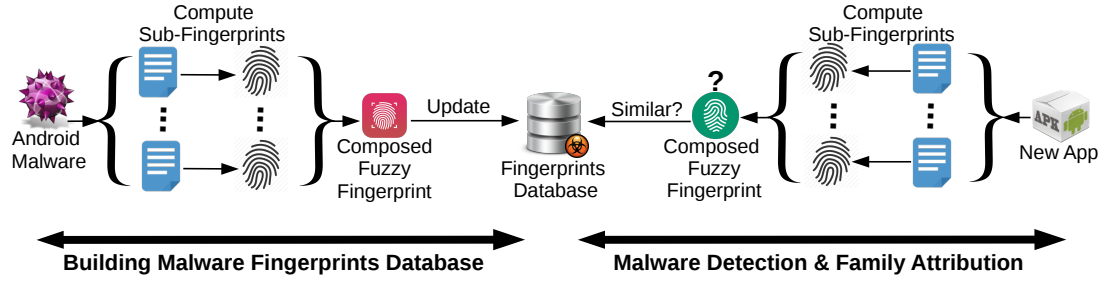 Compute
Sub-Fingerprints
Android
Malware
Composed
Fuzzy
Fingerprint
Update
Fingerprints
Database
Similar?
?
Composed
Fuzzy
Fingerprint
Compute
Sub-Fingerprints
APK
New App
Building Malware Fingerprints Database
Malware Detection & Family Attribution